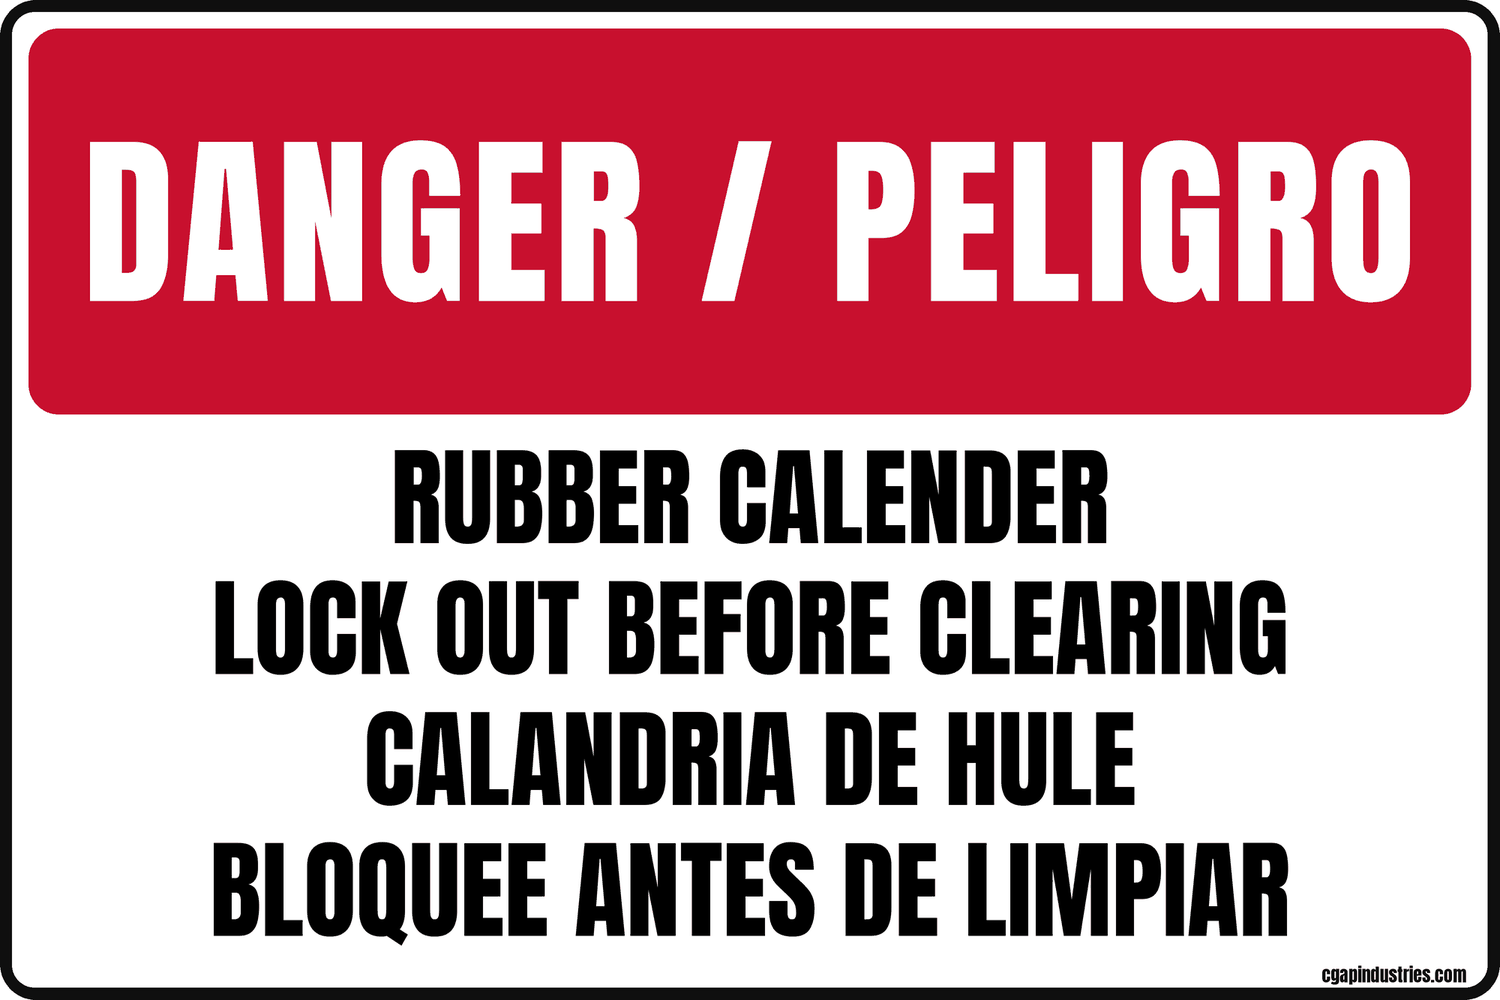 DANGER / PELIGRO
RUBBER CALENDER
LOCK OUT BEFORE CLEARING
CALANDRIA DE HULE
BLOQUEE ANTES DE LIMPIAR
cgapindustries.com